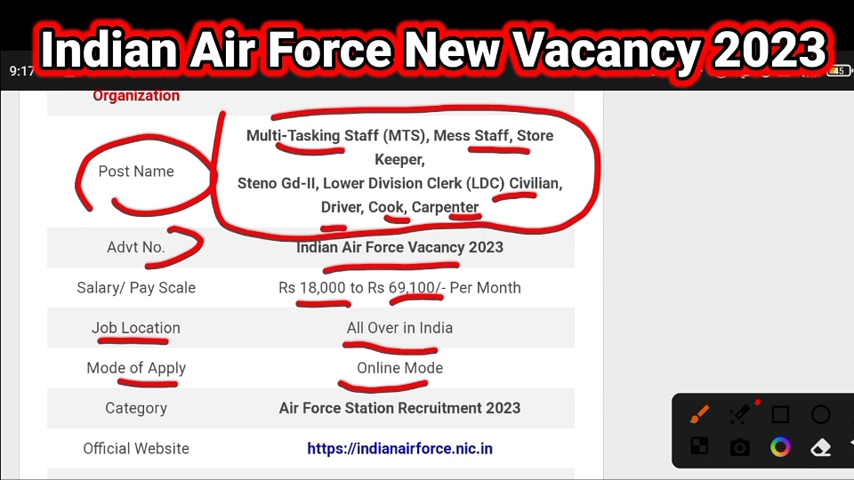 Indian Air Force New Vacancy 2023
9:17
Organization
Multi-Tasking Staff (MTS), Mess Staff, Store
Keeper,
Post Name
Steno Gd-II, Lower Division Clerk (LDC) Civilian,
Driver, Cook, Carpenter
Advt No.
Indian Air Force Vacancy 2023
Salary/ Pay Scale
Rs 18,000 to Rs 69,100/- Per Month
Job Location
All Over in India
Mode of Apply
Online Mode
Category
Air Force Station Recruitment 2023
Official Website
https://indianairforce.nic.in